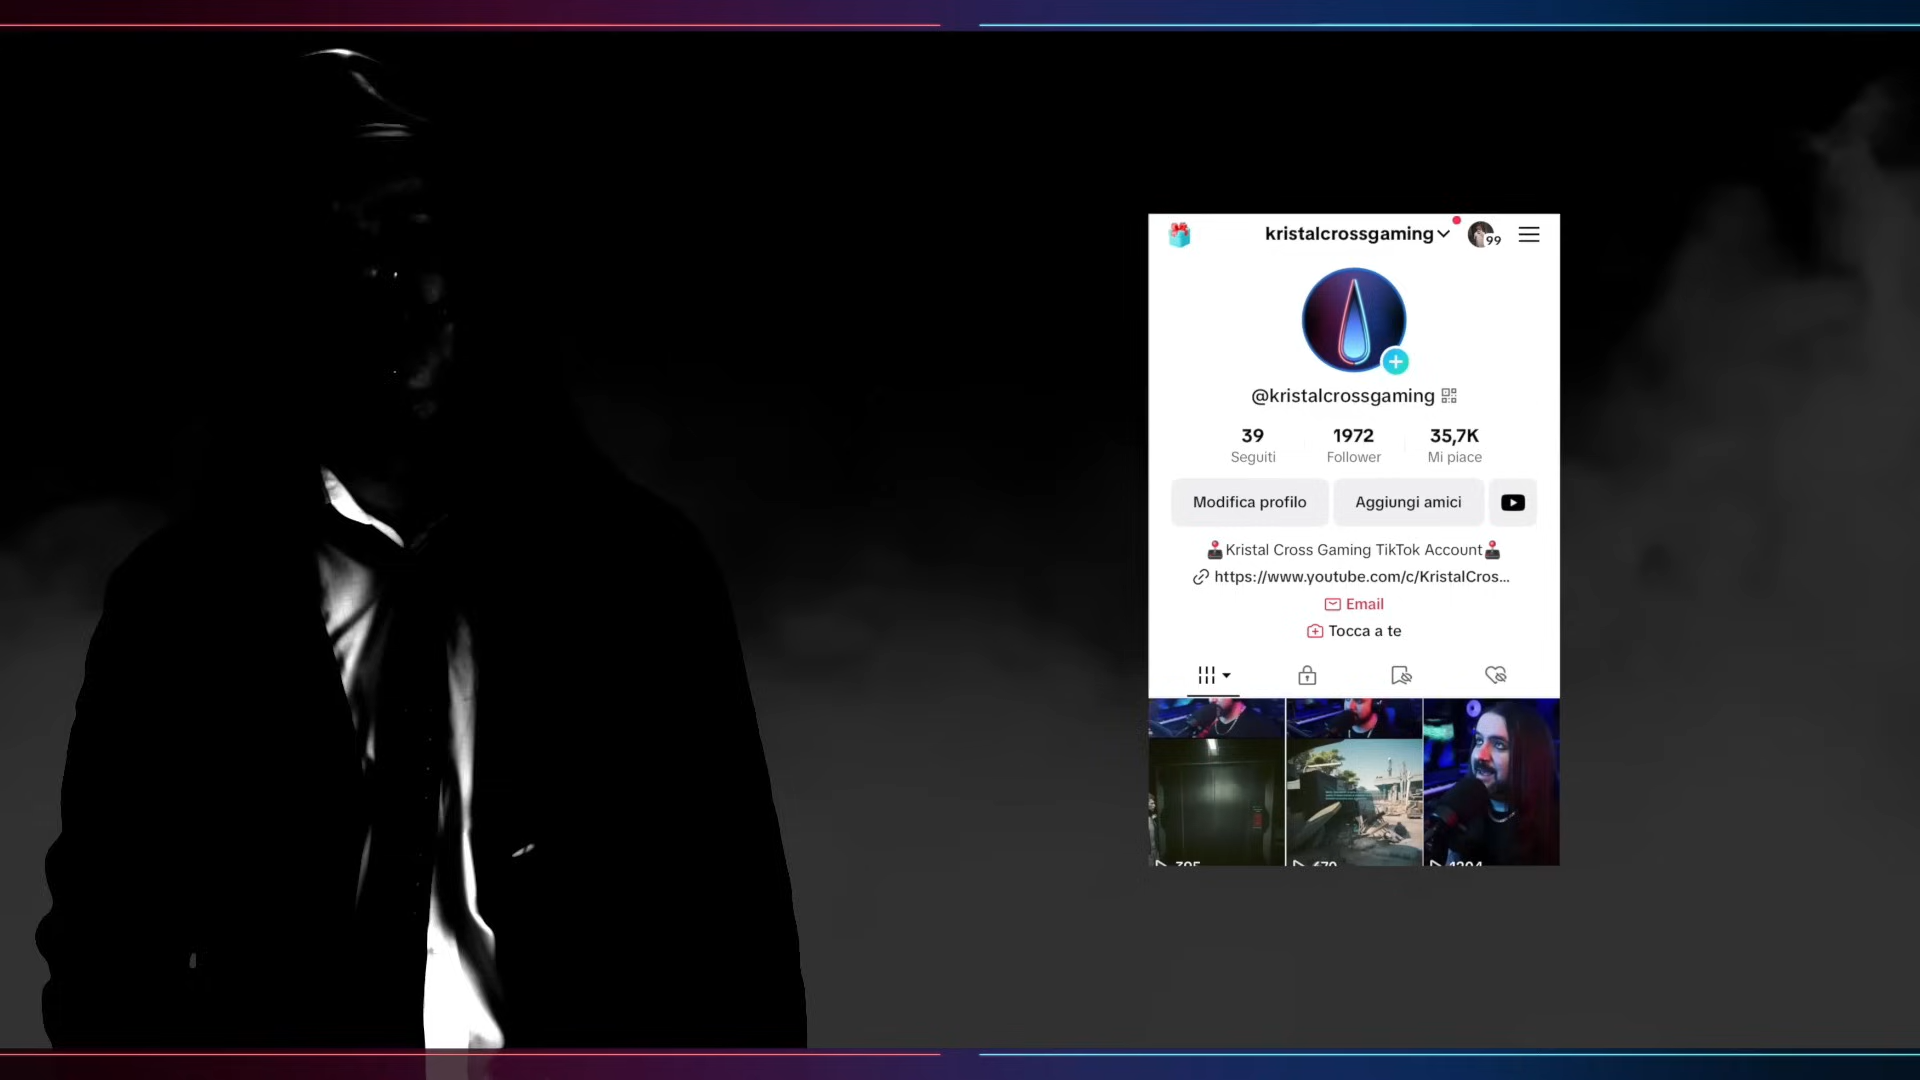 kristalcrossgaming
99
@kristalcrossgaming
39 1972 35,7K
Seguiti Follower Mi piace
Modifica profilo Aggiungi amici
🕹️Kristal Cross Gaming TikTok Account🕹️
https://www.youtube.com/c/KristalCros...
Email
Tocca a te